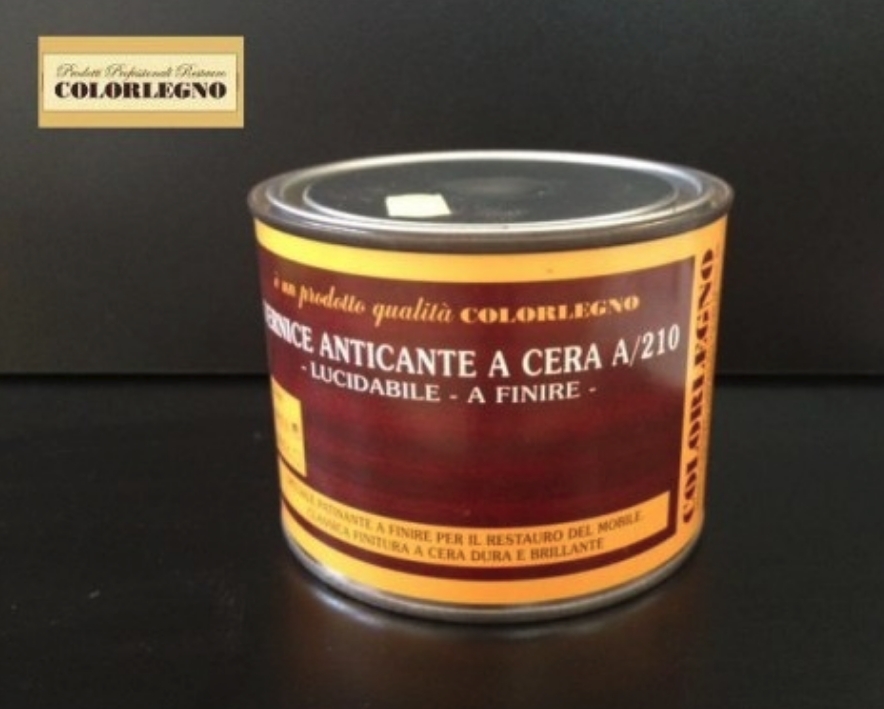 Prodotti Professionali Restauro
COLORLEGNO
è un prodotto qualità COLORLEGNO
ERNICE ANTICANTE A CERA A/210
- LUCIDABILE - A FINIRE -
PATINANTE A FINIRE PER IL RESTAURO DEL MOBILE.
CLASSICA FINITURA A CERA DURA E BRILLANTE
COLORLEGNO